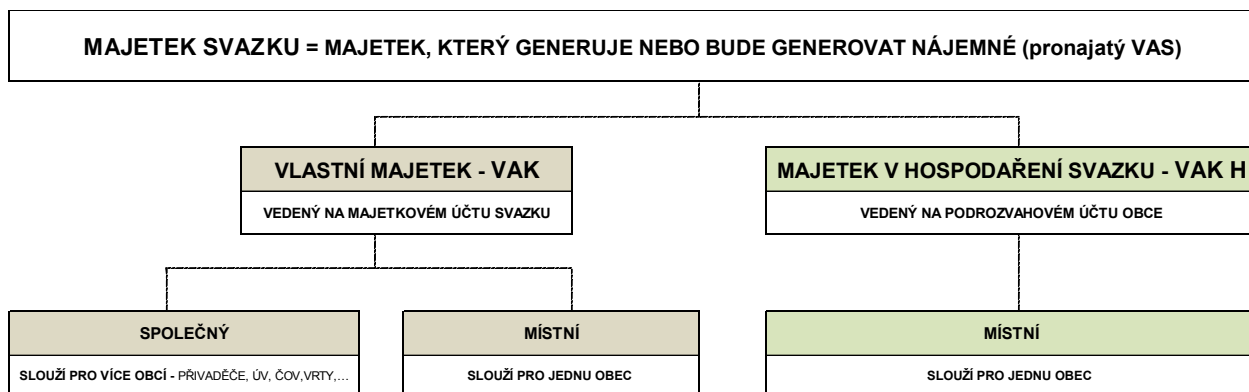 MAJETEK SVAZKU = MAJETEK, KTERÝ GENERUJE NEBO BUDE GENEROVAT NÁJEMNÉ (pronajatý VAS)
VLASTNÍ MAJETEK - VAK
VEDENÝ NA MAJETKOVÉM ÚČTU SVAZKU
MAJETEK V HOSPODAŘENÍ SVAZKU - VAK H
VEDENÝ NA PODROZVAHOVÉM ÚČTU OBCE
SPOLEČNÝ
SLOUŽÍ PRO VÍCE OBCÍ - PŘIVADĚČE, ÚV, ČOV,VRTY,...
MÍSTNÍ
SLOUŽÍ PRO JEDNU OBEC
MÍSTNÍ
SLOUŽÍ PRO JEDNU OBEC